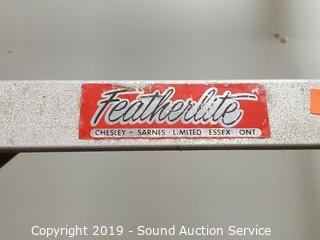 Featherlite
CHESLEY - SARNES LIMITED ESSEX ONT
Copyright 2019 - Sound Auction Service